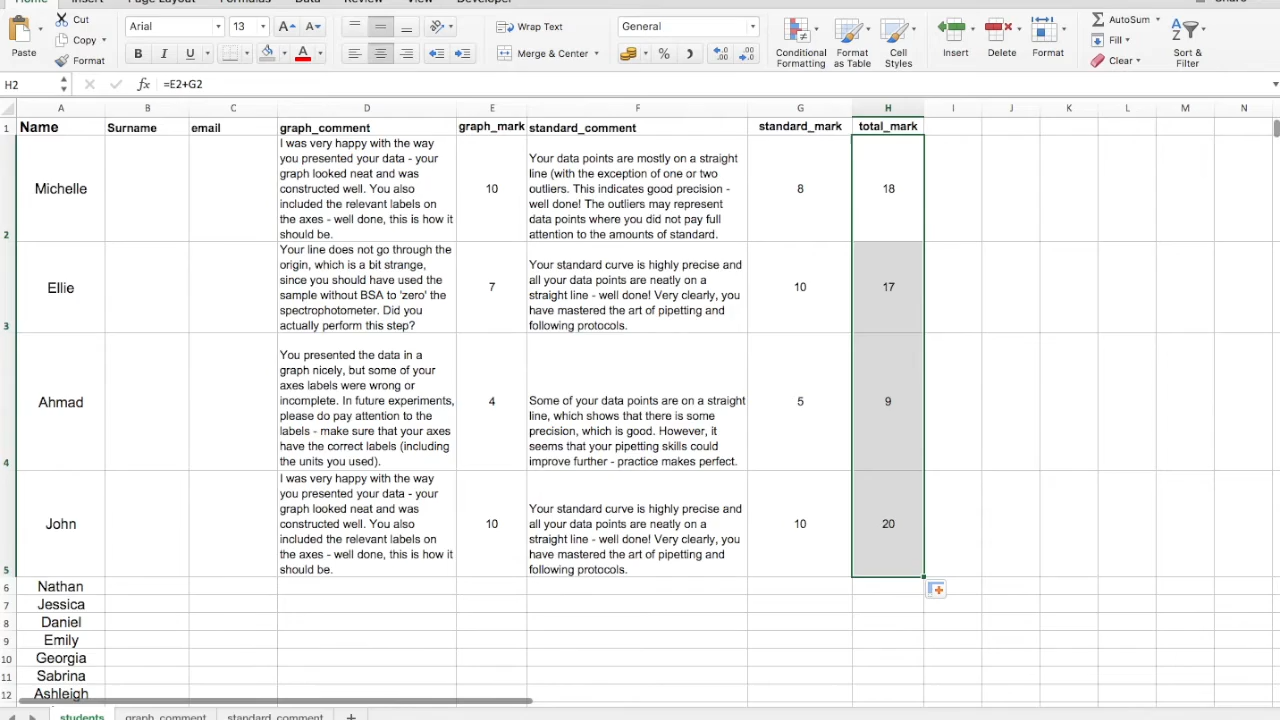 Home Insert Page Layout Formulas Data Review View Developer Share
Paste
Cut
Copy
Format
Arial 13
B I U
Wrap Text
Merge & Center
General
Conditional Formatting
Format as Table
Cell Styles
Insert
Delete
Format
AutoSum
Fill
Clear
Sort & Filter
H2 fx =E2+G2
A B C D E F G H I J K L M N
1 Name Surname email graph_comment graph_mark standard_comment standard_mark total_mark
2
Michelle
I was very happy with the way
you presented your data - your
graph looked neat and was
constructed well. You also
included the relevant labels on
the axes - well done, this is how it
should be.
10
Your data points are mostly on a straight
line (with the exception of one or two
outliers. This indicates good precision -
well done! The outliers may represent
data points where you did not pay full
attention to the amounts of standard.
8
18
3
Ellie
Your line does not go through the
origin, which is a bit strange,
since you should have used the
sample without BSA to 'zero' the
spectrophotometer. Did you
actually perform this step?
7
Your standard curve is highly precise and
all your data points are neatly on a
straight line - well done! Very clearly, you
have mastered the art of pipetting and
following protocols.
10
17
4
Ahmad
You presented the data in a
graph nicely, but some of your
axes labels were wrong or
incomplete. In future experiments,
please do pay attention to the
labels - make sure that your axes
have the correct labels (including
the units you used).
4
Some of your data points are on a straight
line, which shows that there is some
precision, which is good. However, it
seems that your pipetting skills could
improve further - practice makes perfect.
5
9
5
John
I was very happy with the way
you presented your data - your
graph looked neat and was
constructed well. You also
included the relevant labels on
the axes - well done, this is how it
should be.
10
Your standard curve is highly precise and
all your data points are neatly on a
straight line - well done! Very clearly, you
have mastered the art of pipetting and
following protocols.
10
20
6 Nathan
7 Jessica
8 Daniel
9 Emily
10 Georgia
11 Sabrina
12 Ashleigh
students graph_comment standard_comment +